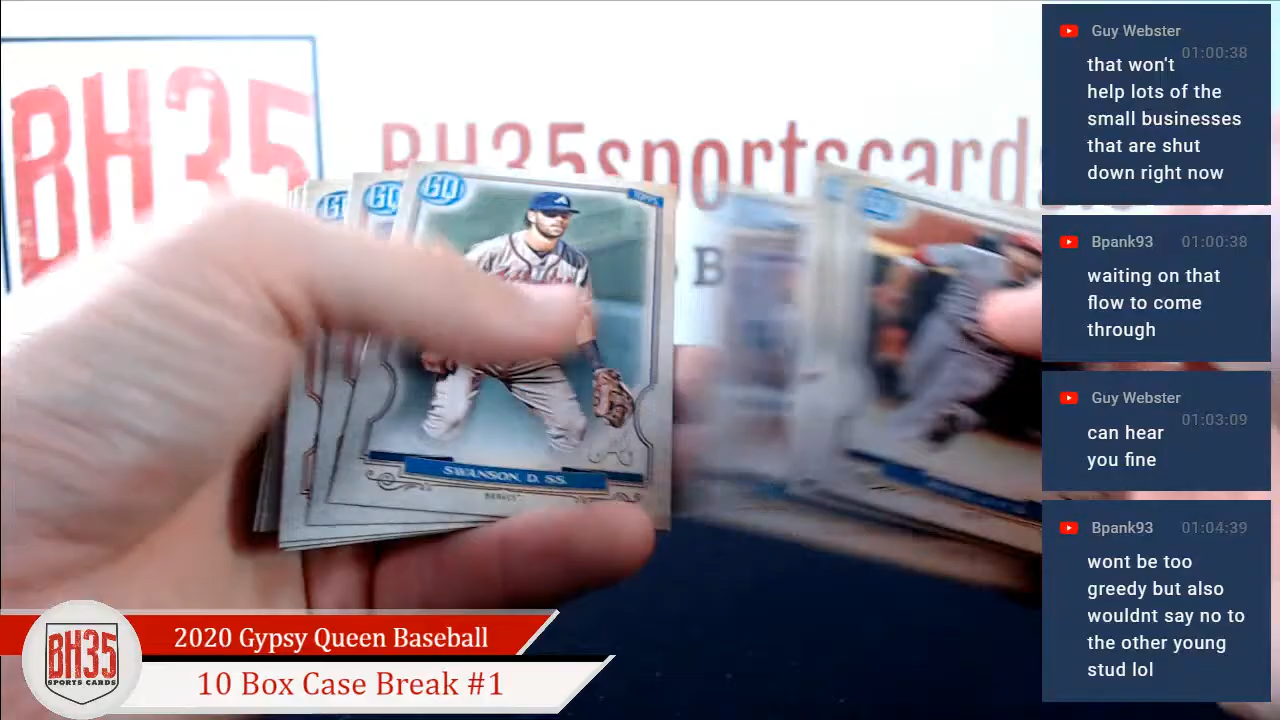 BH35
BH35sportscards
B
GQ
GQ
GQ
TOPPS
SWANSON, D. SS.
BRAVES
BH35
SPORTS CARDS
2020 Gypsy Queen Baseball
10 Box Case Break #1
Guy Webster
01:00:38
that won't
help lots of the
small businesses
that are shut
down right now
Bpank93 01:00:38
waiting on that
flow to come
through
Guy Webster
01:03:09
can hear
you fine
Bpank93 01:04:39
wont be too
greedy but also
wouldnt say no to
the other young
stud lol